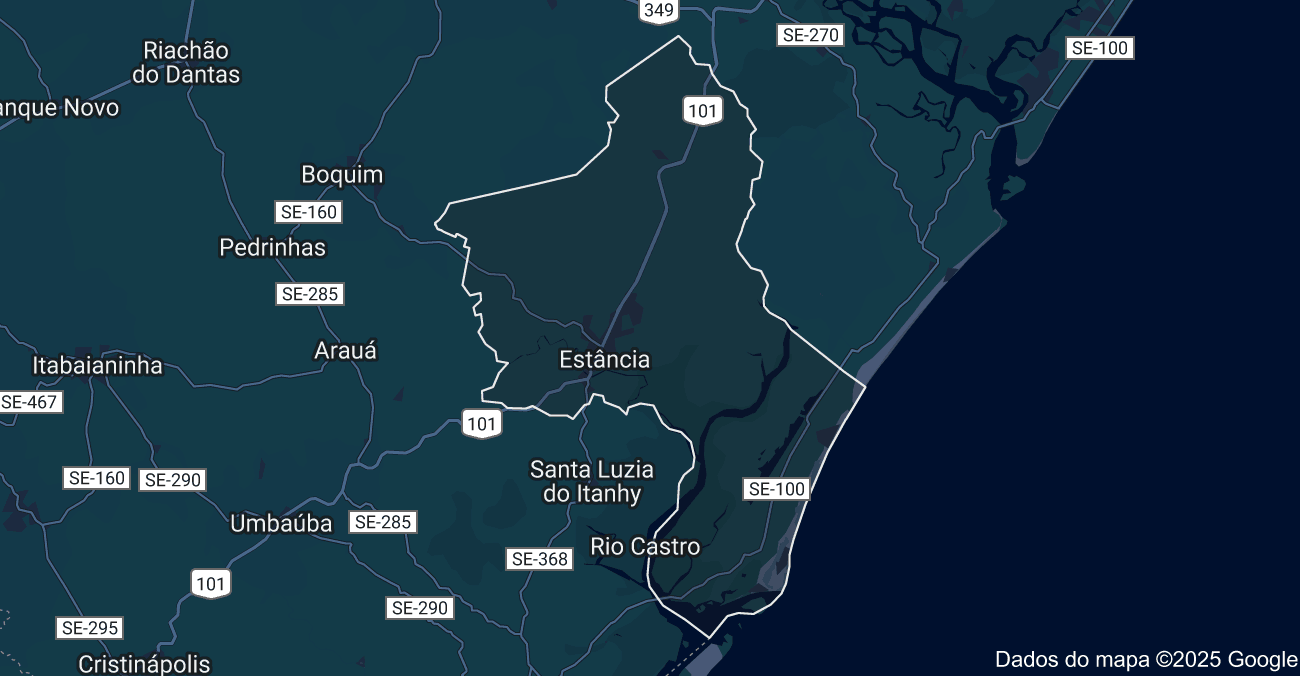 349
SE-270
SE-100
Riachão
do Dantas
anque Novo
101
Boquim
SE-160
Pedrinhas
SE-285
Arauá
Estância
Itabaianinha
SE-467
101
Santa Luzia
do Itanhy
SE-160
SE-290
SE-100
Umbaúba
SE-285
Rio Castro
SE-368
101
SE-290
SE-295
Cristinápolis
Dados do mapa ©2025 Google